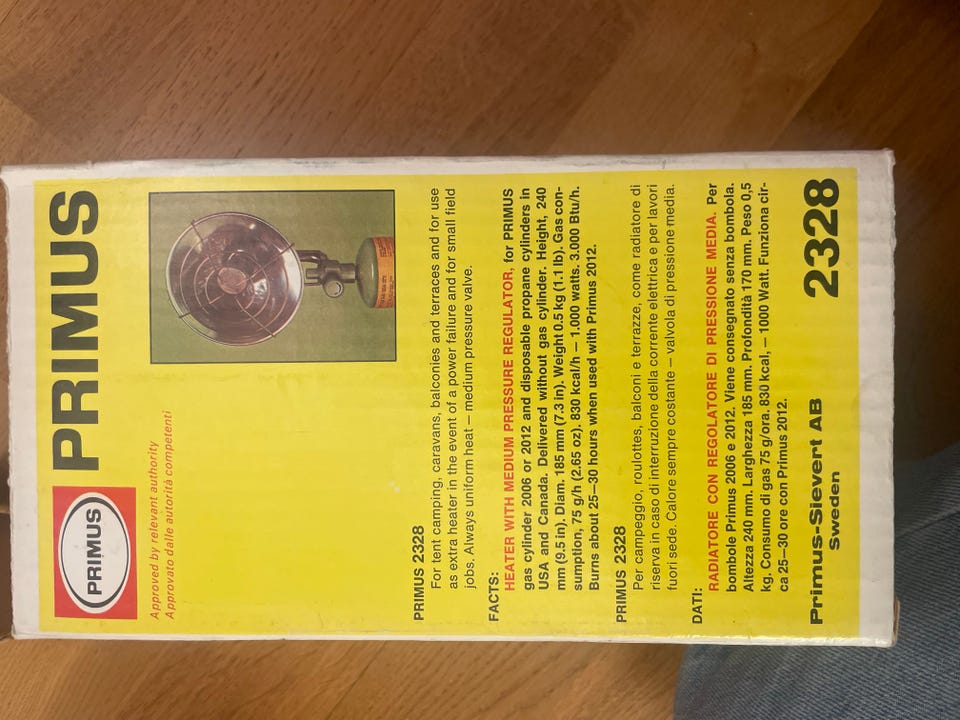 PRIMUS
PRIMUS
Approved by relevant authority
Approvato dalle autorità competenti
PRIMUS 2328
For tent camping, caravans, balconies and terraces and for use
as extra heater in the event of a power failure and for small field
jobs. Always uniform heat – medium pressure valve.
FACTS:
HEATER WITH MEDIUM PRESSURE REGULATOR, for PRIMUS
gas cylinder 2006 or 2012 and disposable propane cylinders in
USA and Canada. Delivered without gas cylinder. Height, 240
mm (9.5 in). Diam. 185 mm (7.3 in). Weight 0.5 kg (1.1 lb). Gas con-
sumption, 75 g/h (2.65 oz). 830 kcal/h – 1.000 watts. 3.000 Btu/h.
Burns about 25–30 hours when used with Primus 2012.
PRIMUS 2328
Per campeggio, roulottes, balconi e terrazze, come radiatore di
riserva in caso di interruzione della corrente elettrica e per lavori
fuori sede. Calore sempre costante – valvola di pressione media.
DATI:
RADIATORE CON REGOLATORE DI PRESSIONE MEDIA. Per
bombole Primus 2006 e 2012. Viene consegnato senza bombola.
Altezza 240 mm. Larghezza 185 mm. Profondità 170 mm. Peso 0,5
kg. Consumo di gas 75 g/ora. 830 kcal, – 1000 Watt. Funziona cir-
ca 25–30 ore con Primus 2012.
Primus-Sievert AB
Sweden
2328